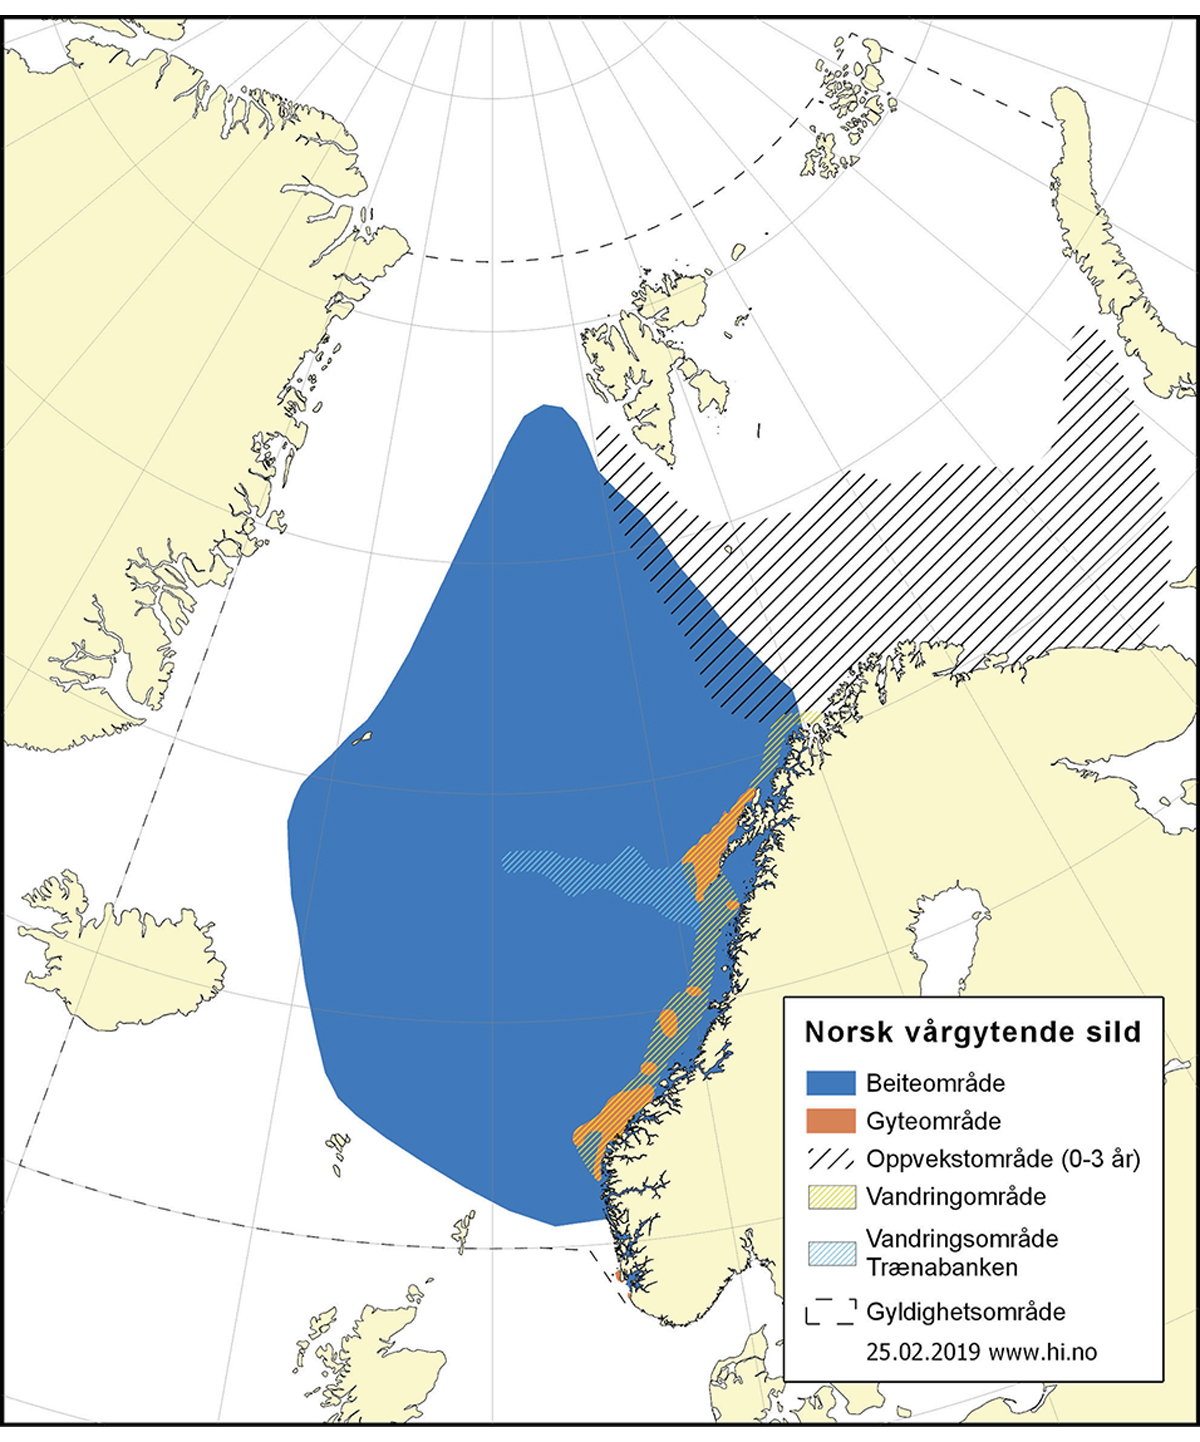 Norsk vårgytende sild
Beiteområde
Gyteområde
Oppvekstområde (0-3 år)
Vandringområde
Vandringsområde
Trænabanken
Gyldighetsområde
25.02.2019 www.hi.no